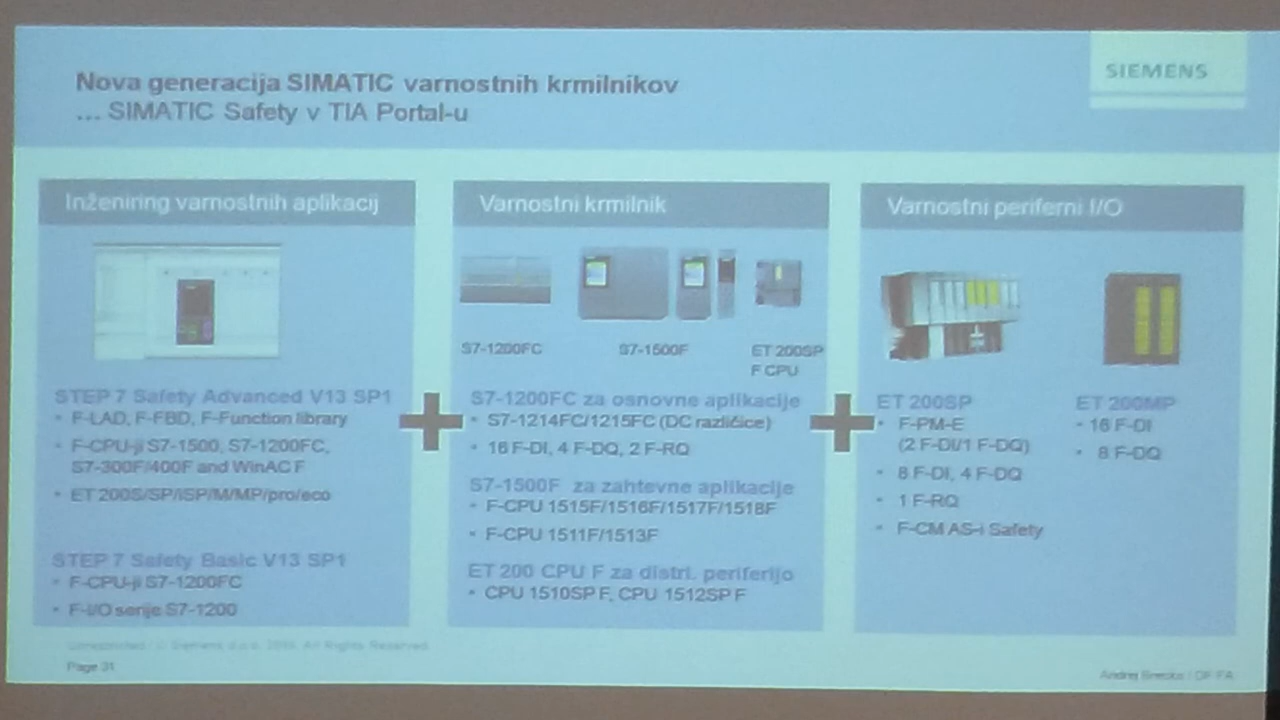 Nova generacija SIMATIC varnostnih krmilnikov
... SIMATIC Safety v TIA Portal-u
SIEMENS
Inženiring varnostnih aplikacij
STEP 7 Safety Advanced V13 SP1
• F-LAD, F-FBD, F-Function library
• F-CPU-ji S7-1500, S7-1200FC,
S7-300F/400F and WinAC F
• ET 200S/SP/iSP/M/MP/pro/eco
STEP 7 Safety Basic V13 SP1
• F-CPU-ji S7-1200FC
• F-I/O serije S7-1200
Varnostni krmilnik
S7-1200FC
S7-1500F
ET 200SP
F CPU
S7-1200FC za osnovne aplikacije
• S7-1214FC/1215FC (DC različice)
• 16 F-DI, 4 F-DQ, 2 F-RQ
S7-1500F za zahtevne aplikacije
• F-CPU 1515F/1516F/1517F/1518F
• F-CPU 1511F/1513F
ET 200 CPU F za distri. periferijo
• CPU 1510SP F, CPU 1512SP F
Varnostni periferni I/O
ET 200SP
• F-PM-E
(2 F-DI/1 F-DQ)
• 8 F-DI, 4 F-DQ
• 1 F-RQ
• F-CM AS-i Safety
ET 200MP
• 16 F-DI
• 8 F-DQ
© Siemens d.o.o. All Rights Reserved.
Page 31